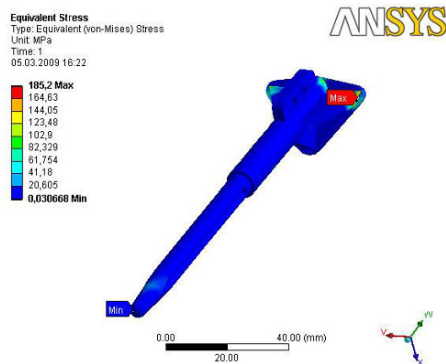 Equivalent Stress
Type: Equivalent (von-Mises) Stress
Unit: MPa
Time: 1
05.03.2009 16:22
ANSYS
185,2 Max
164,63
144,05
123,48
102,9
82,329
61,754
41,18
20,605
0,030668 Min
Max
Min
0.00
40.00 (mm)
20.00